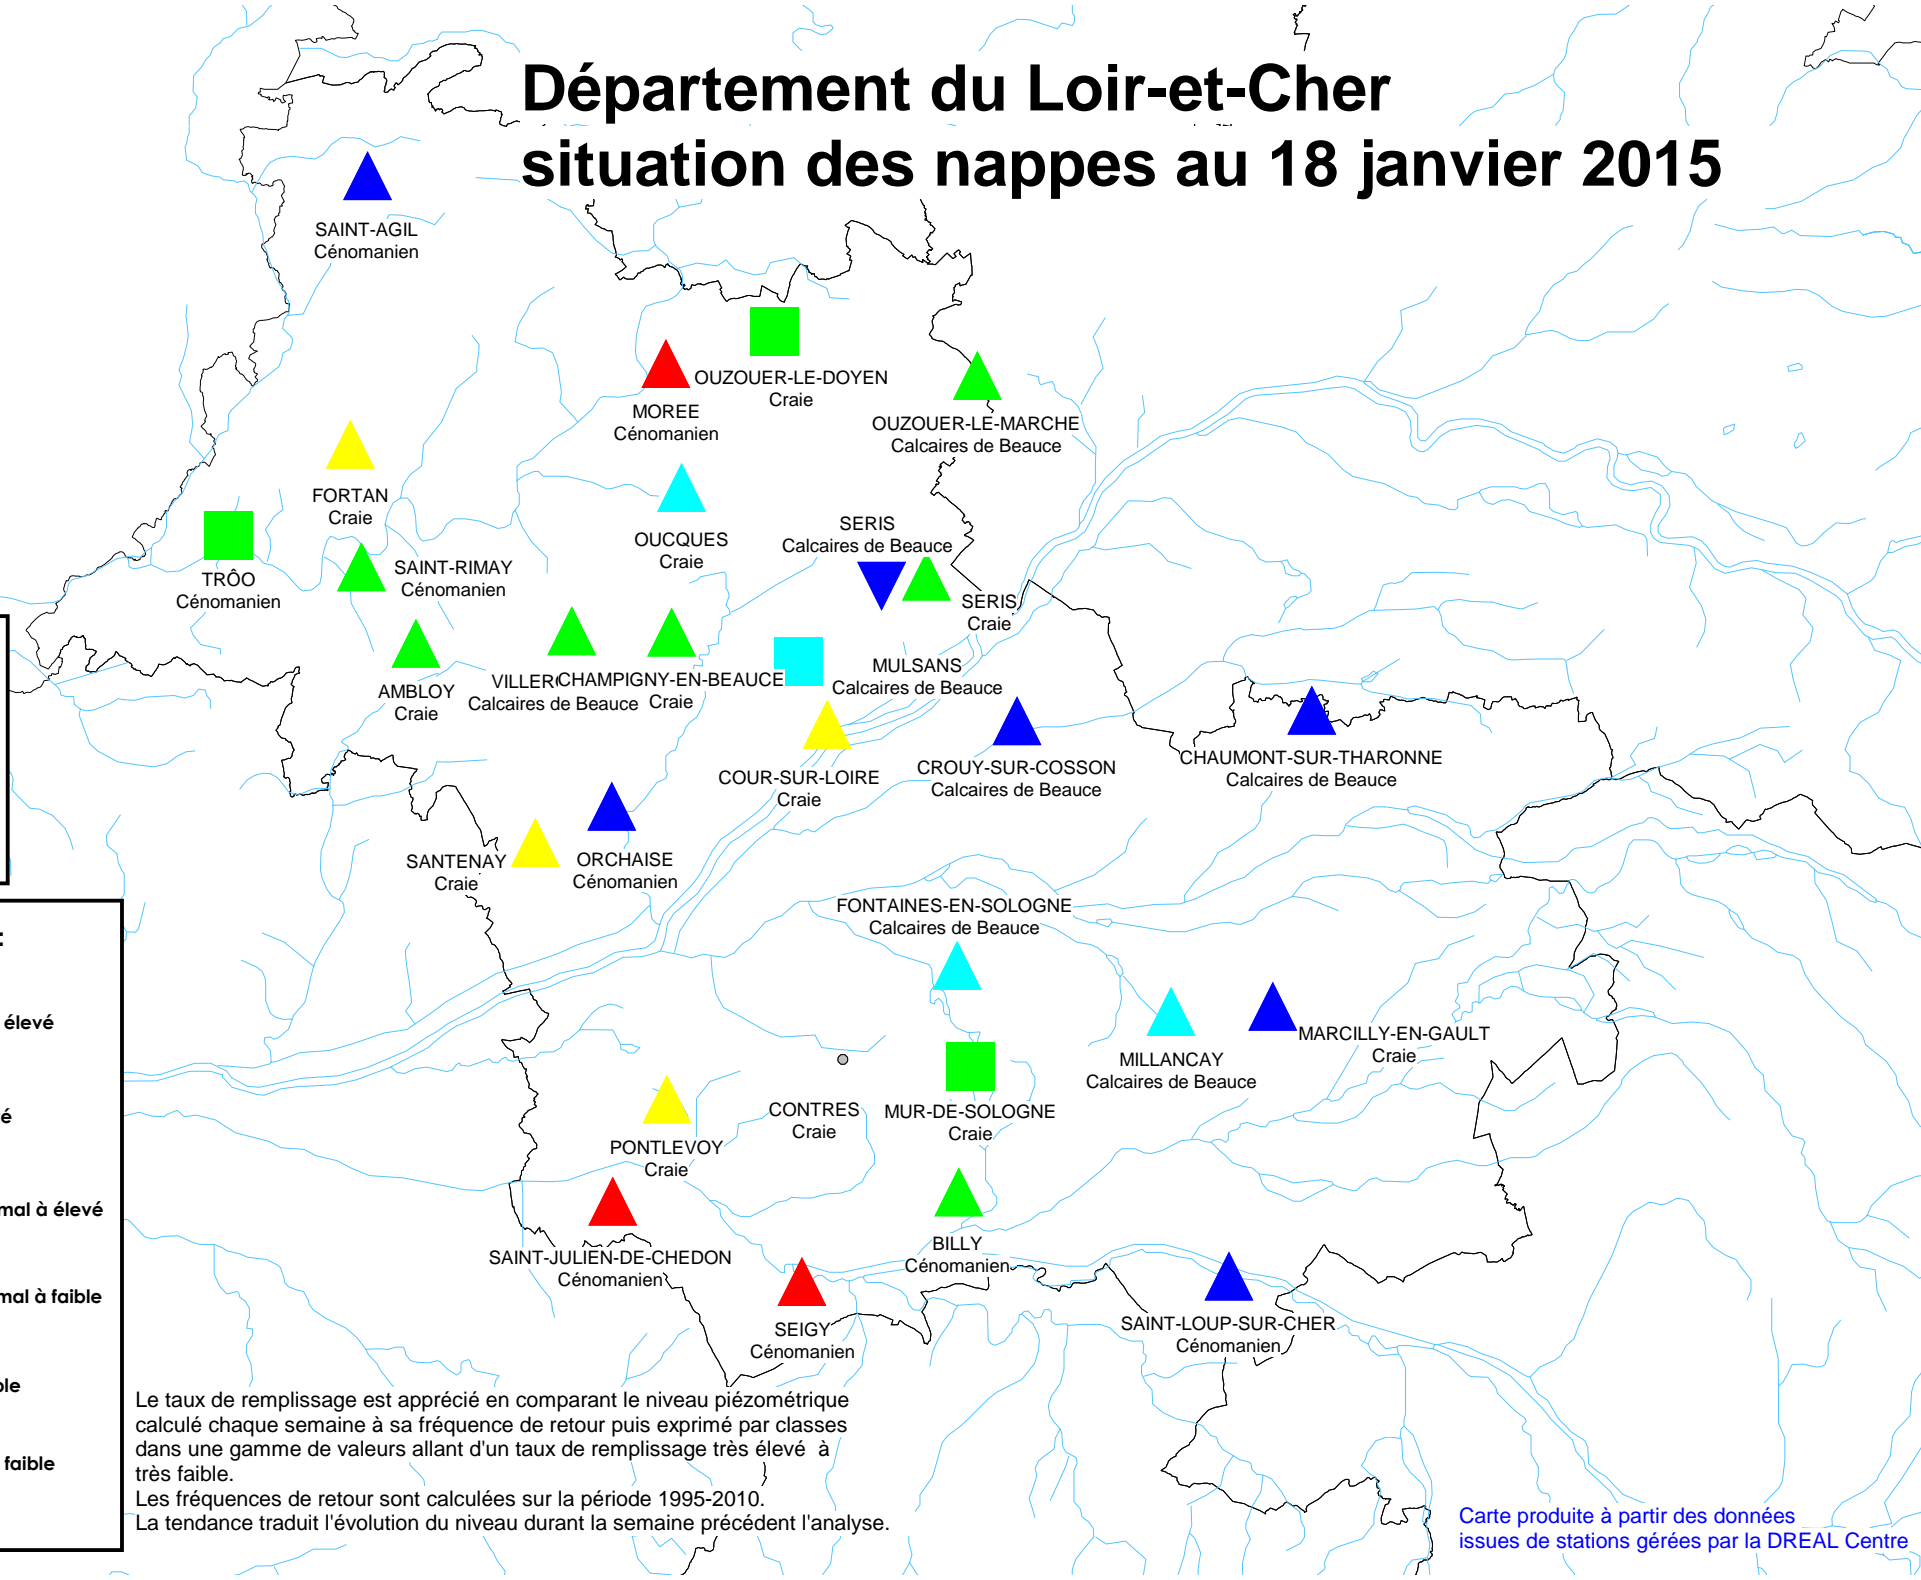 Département du Loir-et-Cher
situation des nappes au 18 janvier 2015
SAINT-AGIL
Cénomanien
OUZOUER-LE-DOYEN
Craie
MOREE
Cénomanien
OUZOUER-LE-MARCHE
Calcaires de Beauce
FORTAN
Craie
OUCQUES
Craie
SERIS
Calcaires de Beauce
TRÔO
Cénomanien
SAINT-RIMAY
Cénomanien
SERIS
Craie
AMBLOY
Craie
Calcaires de Beauce
CHAMPIGNY-EN-BEAUCE
Craie
MULSANS
Calcaires de Beauce
COUR-SUR-LOIRE
Craie
CROUY-SUR-COSSON
Calcaires de Beauce
CHAUMONT-SUR-THARONNE
Calcaires de Beauce
SANTENAY
Craie
ORCHAISE
Cénomanien
FONTAINES-EN-SOLOGNE
Calcaires de Beauce
MILLANCAY
Calcaires de Beauce
MARCILLY-EN-GAULT
Craie
CONTRES
Craie
MUR-DE-SOLOGNE
Craie
PONTLEVOY
Craie
SAINT-JULIEN-DE-CHEDON
Cénomanien
BILLY
Cénomanien
SEIGY
Cénomanien
SAINT-LOUP-SUR-CHER
Cénomanien
:
élevé
é
mal à élevé
mal à faible
ble
faible
Le taux de remplissage est apprécié en comparant le niveau piézométrique
calculé chaque semaine à sa fréquence de retour puis exprimé par classes
dans une gamme de valeurs allant d'un taux de remplissage très élevé à
très faible.
Les fréquences de retour sont calculées sur la période 1995-2010.
La tendance traduit l'évolution du niveau durant la semaine précédent l'analyse.
Carte produite à partir des données
issues de stations gérées par la DREAL Centre